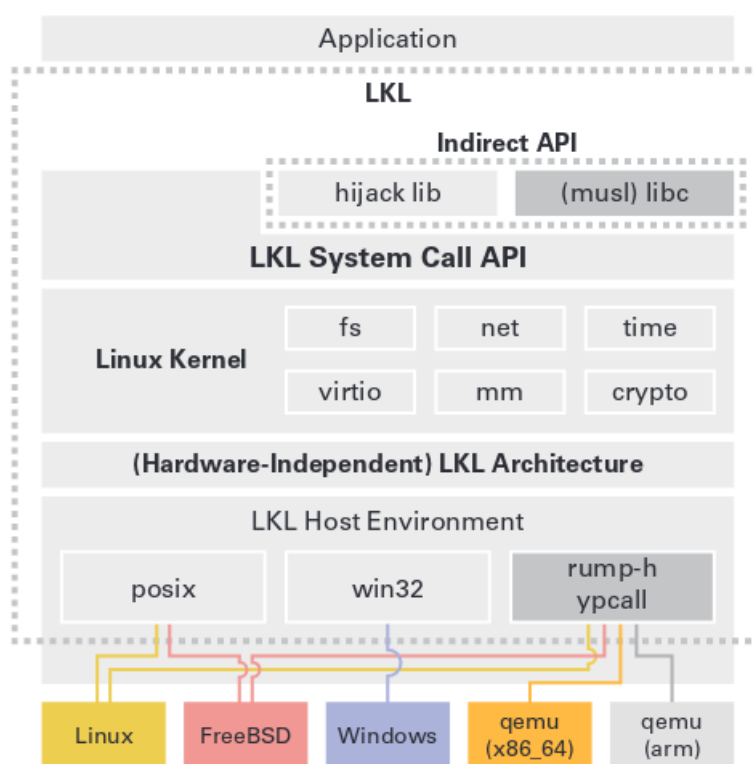 Application
LKL
Indirect API
hijack lib
(musl) libc
LKL System Call API
Linux Kernel
fs
net
time
virtio
mm
crypto
(Hardware-Independent) LKL Architecture
LKL Host Environment
posix
win32
rump-h
ypcall
Linux
FreeBSD
Windows
qemu
(x86_64)
qemu
(arm)